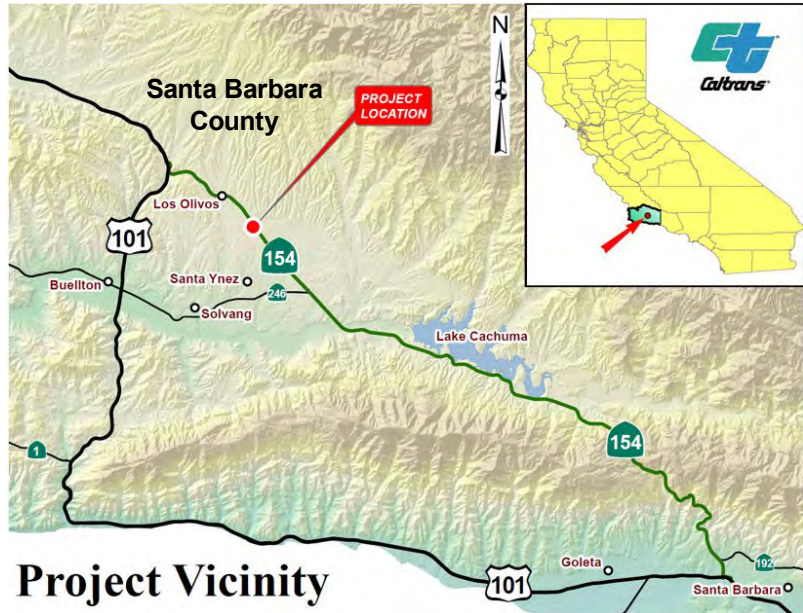 Santa Barbara
County
PROJECT
LOCATION
N
Caltrans
Los Olivos
101
154
Santa Ynez
246
Buellton
Solvang
Lake Cachuma
154
1
192
Goleta
101
Santa Barbara
Project Vicinity